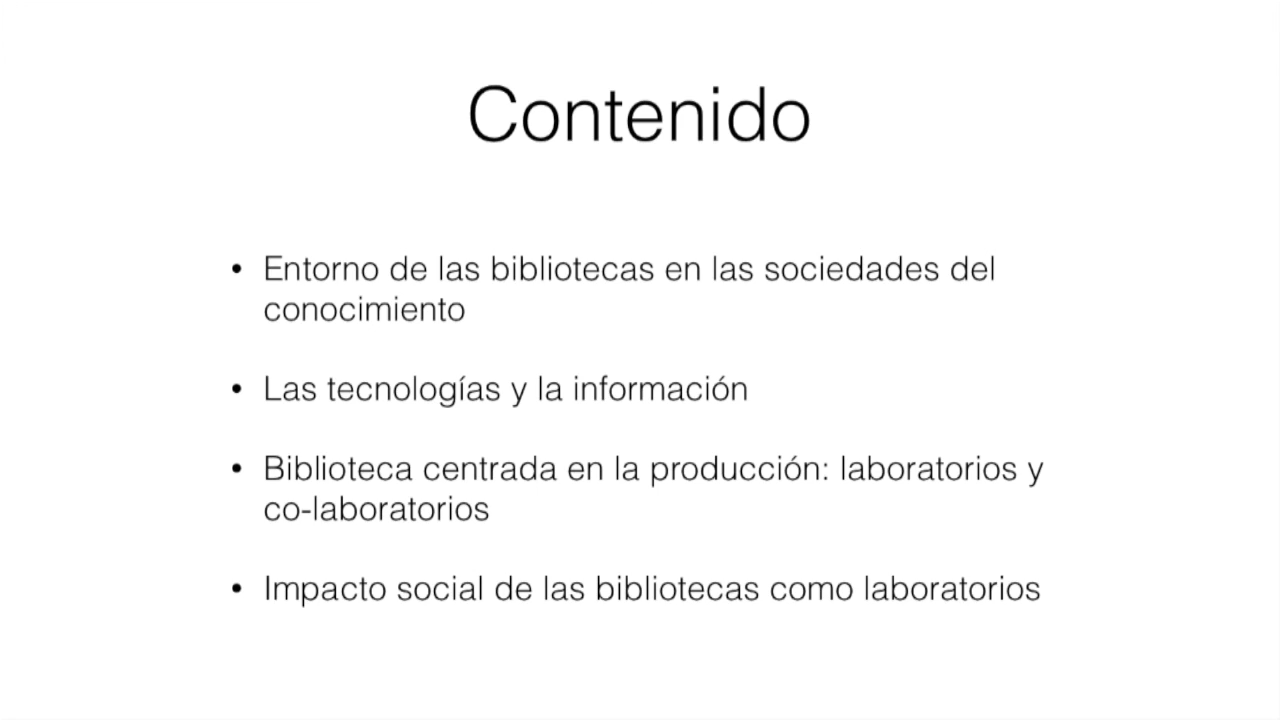 Contenido
• Entorno de las bibliotecas en las sociedades del
conocimiento
• Las tecnologías y la información
• Biblioteca centrada en la producción: laboratorios y
co-laboratorios
• Impacto social de las bibliotecas como laboratorios